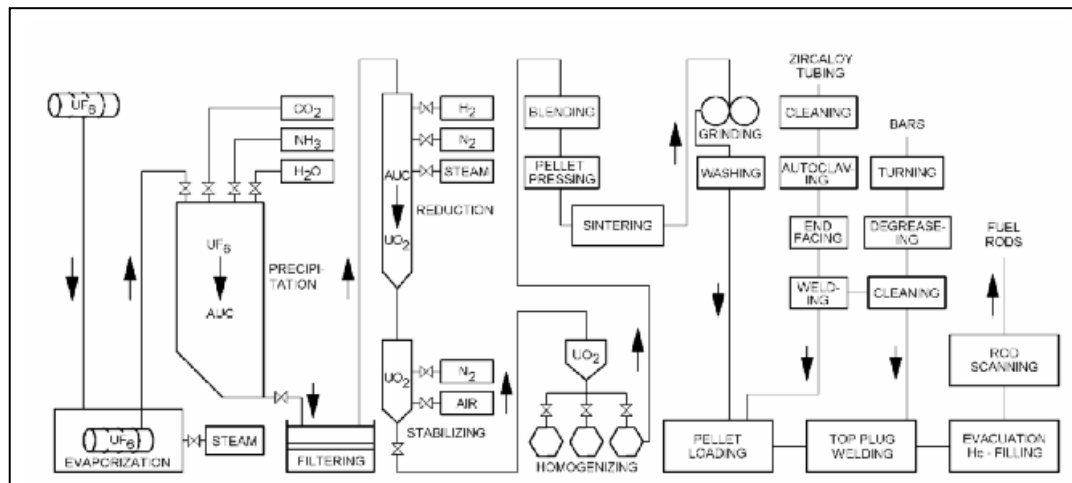 UF6
CO2
NH3
H2O
UF6
AUC
PRECIPI-
TATION
UF6
EVAPORIZATION
STEAM
FILTERING
H2
N2
STEAM
AUC
REDUCTION
UO2
UO2
N2
AIR
STABILIZING
BLENDING
PELLET
PRESSING
SINTERING
UO2
HOMOGENIZING
GRINDING
WASHING
ZIRCALOY
TUBING
CLEANING
AUTOCLAV-
ING
END
FACING
WELD-
ING
BARS
TURNING
DEGREASE-
ING
CLEANING
FUEL
RODS
ROD
SCANNING
PELLET
LOADING
TOP PLUG
WELDING
EVACUATION
He - FILLING